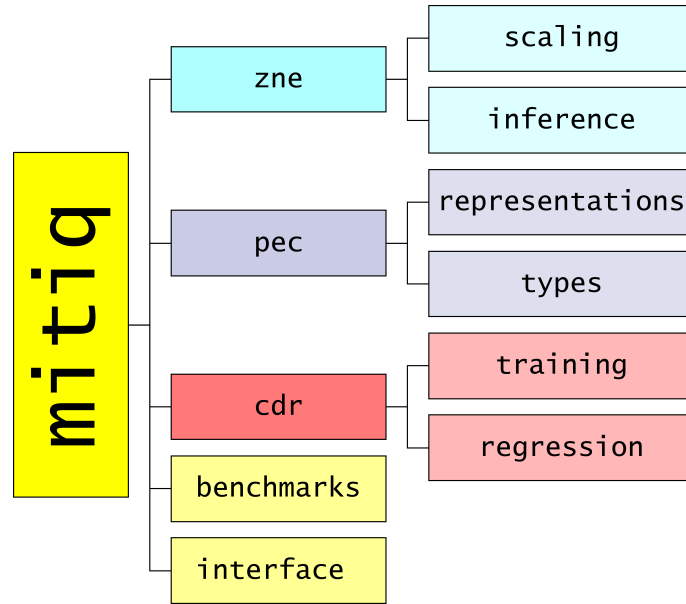 mitiq
zne
scaling
inference
pec
representations
types
cdr
training
regression
benchmarks
interface